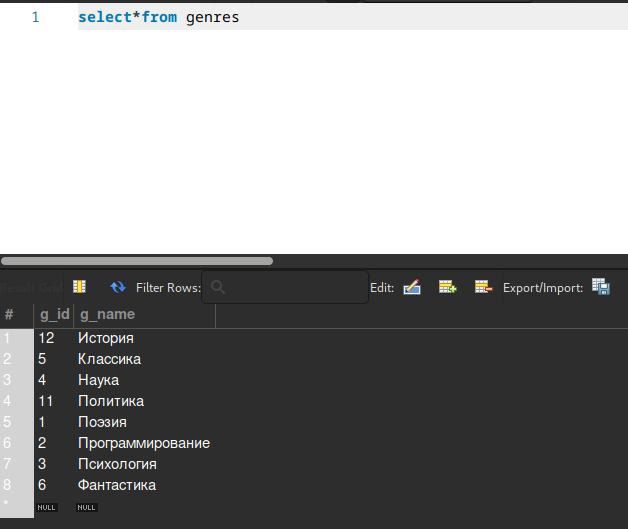 1 select*from genres
Result Grid Filter Rows: Edit: Export/Import:
# g_id g_name
1 12 История
2 5 Классика
3 4 Наука
4 11 Политика
5 1 Поэзия
6 2 Программирование
7 3 Психология
8 6 Фантастика
* NULL NULL